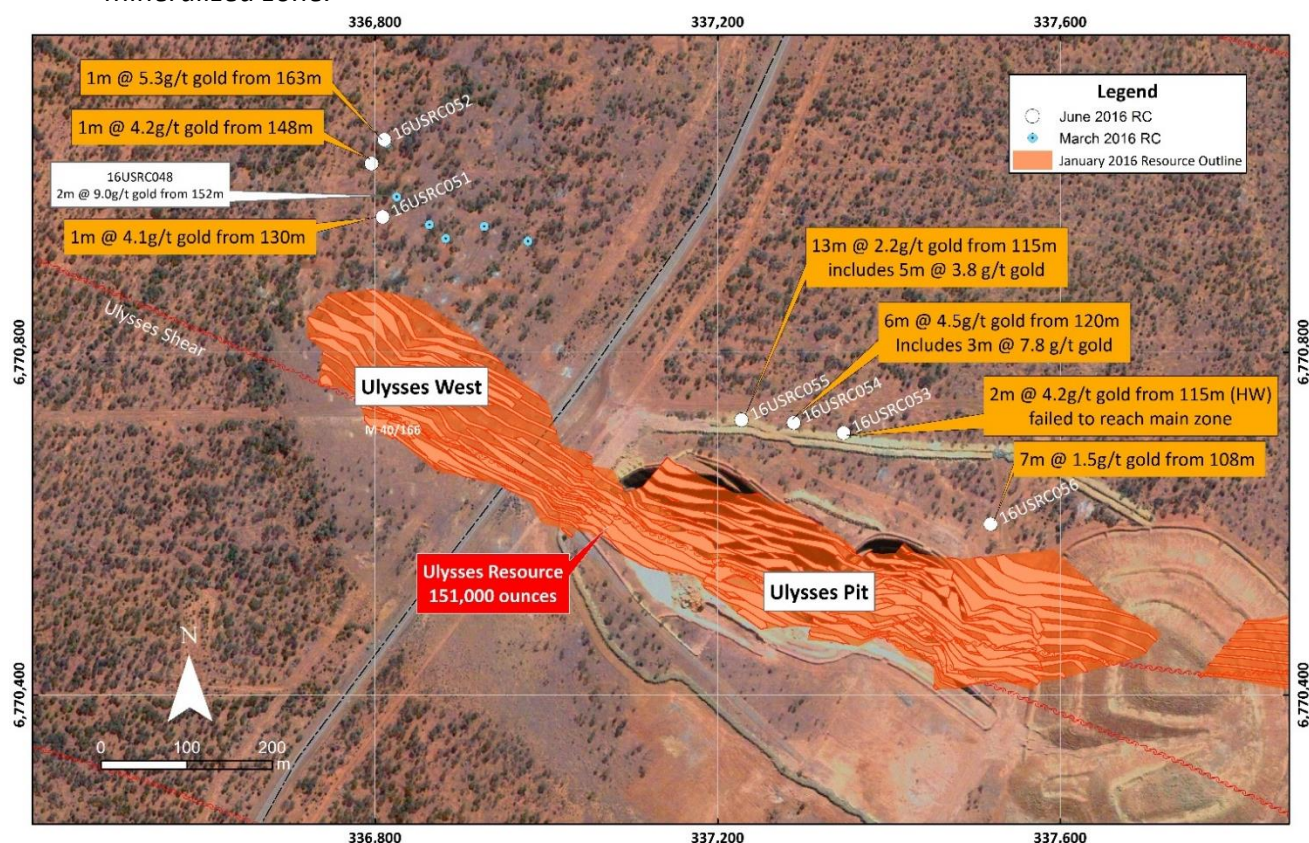 mineralized zone.
336,800
337,200
337,600
1m @ 5.3g/t gold from 163m
1m @ 4.2g/t gold from 148m
16USRC048
2m @ 9.0g/t gold from 152m
1m @ 4.1g/t gold from 130m
16USRC052
16USRC051
Legend
June 2016 RC
March 2016 RC
January 2016 Resource Outline
13m @ 2.2g/t gold from 115m
includes 5m @ 3.8 g/t gold
6m @ 4.5g/t gold from 120m
Includes 3m @ 7.8 g/t gold
2m @ 4.2g/t gold from 115m (HW)
failed to reach main zone
7m @ 1.5g/t gold from 108m
16USRC055
16USRC054
16USRC053
16USRC056
6,770,800
6,770,800
Ulysses Shear
Ulysses West
M 40/166
Ulysses Resource
151,000 ounces
Ulysses Pit
6,770,400
6,770,400
N
0 100 200
m
336,800
337,200
337,600